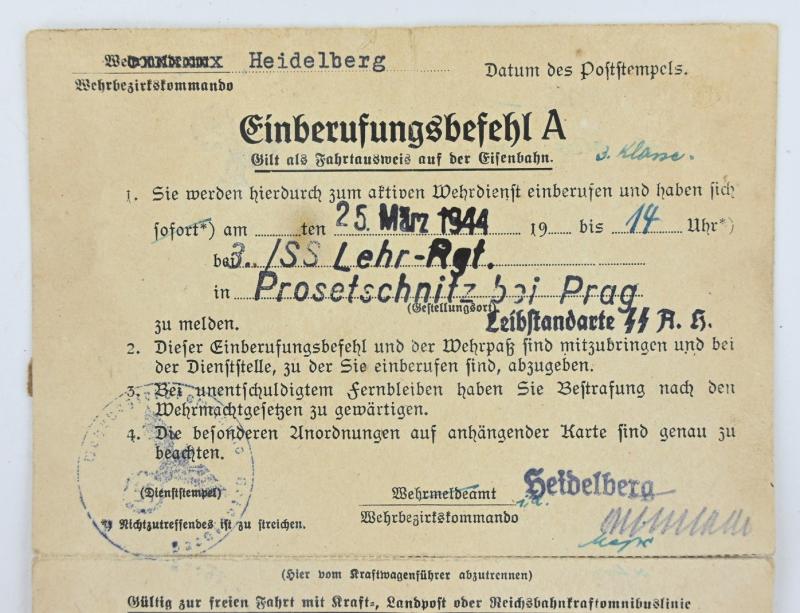 Heidelberg
Datum des Poststempels.
Wehrbezirkskommando
Einberufungsbefehl A
Gilt als Fahrtausweis auf der Eisenbahn.
3. Klasse.
1. Sie werden hierdurch zum aktiven Wehrdienst einberufen und haben sich
sofort*) am ........ten 25. März 1944 19.... bis 14 Uhr*)
bei 3./SS Lehr-Rgt.
in Prosetschnitz bei Prag
(Gestellungsort)
zu melden. Leibstandarte SS A. H.
2. Dieser Einberufungsbefehl und der Wehrpaß sind mitzubringen und bei
der Dienststelle, zu der Sie einberufen sind, abzugeben.
3. Bei unentschuldigtem Fernbleiben haben Sie Bestrafung nach den
Wehrmachtgesetzen zu gewärtigen.
4. Die besonderen Anordnungen auf anhängender Karte sind genau zu
beachten.
(Dienststempel)
Wehrmeldeamt Heidelberg
*) Nichtzutreffendes ist zu streichen.
Wehrbezirkskommando
(Hier vom Kraftwagenführer abzutrennen)
Gültig zur freien Fahrt mit Kraft-, Landpost oder Reichsbahnkraftomnibuslinie